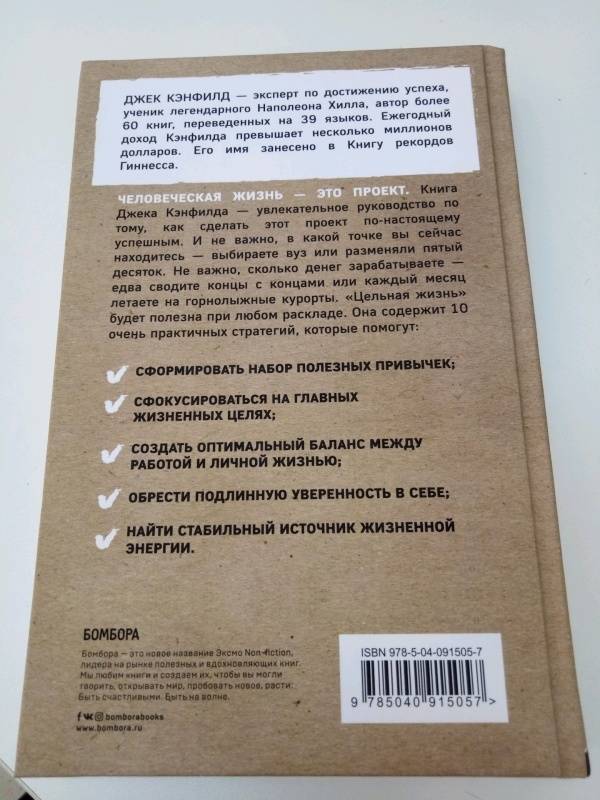 ДЖЕК КЭНФИЛД — эксперт по достижению успеха,
ученик легендарного Наполеона Хилла, автор более
60 книг, переведенных на 39 языков. Ежегодный
доход Кэнфилда превышает несколько миллионов
долларов. Его имя занесено в Книгу рекордов
Гиннесса.
ЧЕЛОВЕЧЕСКАЯ ЖИЗНЬ — ЭТО ПРОЕКТ. Книга
Джека Кэнфилда — увлекательное руководство по
тому, как сделать этот проект по-настоящему
успешным. И не важно, в какой точке вы сейчас
находитесь — выбираете вуз или разменяли пятый
десяток. Не важно, сколько денег зарабатываете —
едва сводите концы с концами или каждый месяц
летаете на горнолыжные курорты. «Цельная жизнь»
будет полезна при любом раскладе. Она содержит 10
очень практичных стратегий, которые помогут:
СФОРМИРОВАТЬ НАБОР ПОЛЕЗНЫХ ПРИВЫЧЕК;
СФОКУСИРОВАТЬСЯ НА ГЛАВНЫХ
ЖИЗНЕННЫХ ЦЕЛЯХ;
СОЗДАТЬ ОПТИМАЛЬНЫЙ БАЛАНС МЕЖДУ
РАБОТОЙ И ЛИЧНОЙ ЖИЗНЬЮ;
ОБРЕСТИ ПОДЛИННУЮ УВЕРЕННОСТЬ В СЕБЕ;
НАЙТИ СТАБИЛЬНЫЙ ИСТОЧНИК ЖИЗНЕННОЙ
ЭНЕРГИИ.
БОМБОРА
Бомбора — это новое название Эксмо Non-fiction,
лидера на рынке полезных и вдохновляющих книг.
Мы любим книги и создаем их, чтобы вы могли
творить, открывать мир, пробовать новое, расти.
Быть счастливыми. Быть на волне.
bomborabooks
www.bombora.ru
ISBN 978-5-04-091505-7
9 785040 915057 >